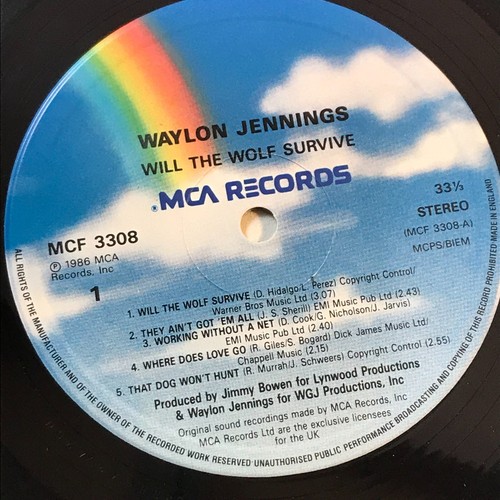 WAYLON JENNINGS
WILL THE WOLF SURVIVE
®MCA RECORDS
MCF 3308
℗ 1986 MCA
Records, Inc
1
33⅓
STEREO
(MCF 3308-A)
MCPS/BIEM
1. WILL THE WOLF SURVIVE (D. Hidalgo/L. Perez) Copyright Control/
Warner Bros Music Ltd (3.07)
2. THEY AIN'T GOT 'EM ALL (J. S. Sherill) EMI Music Pub Ltd (2.43)
3. WORKING WITHOUT A NET (D. Cook/G. Nicholson/J. Jarvis)
EMI Music Pub Ltd (2.40)
4. WHERE DOES LOVE GO (R. Giles/S. Bogard) Dick James Music Ltd/
Chappell Music (2.15)
5. THAT DOG WON'T HUNT (R. Murrah/J. Schweers) Copyright Control (2.55)
Produced by Jimmy Bowen for Lynwood Productions
& Waylon Jennings for WGJ Productions, Inc
Original sound recordings made by MCA Records, Inc
MCA Records Ltd are the exclusive licensees
for the UK
ALL RIGHTS OF THE MANUFACTURER AND OF THE OWNER OF THE RECORDED WORK RESERVED UNAUTHORISED PUBLIC PERFORMANCE BROADCASTING AND COPYING OF THIS RECORD PROHIBITED MADE IN ENGLAND